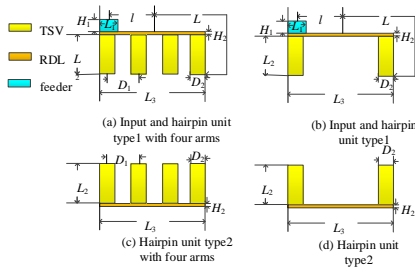 TSV
RDL
feeder
H1
L1
l
L
H2
L
2
D1
D2
L3
(a) Input and hairpin unit
type1 with four arms
H1
L1
l
L
H2
L2
D2
L3
(b) Input and hairpin
unit type1
D1
D2
L2
L3
H2
(c) Hairpin unit type2
with four arms
D2
L2
L3
H2
(d) Hairpin unit
type2